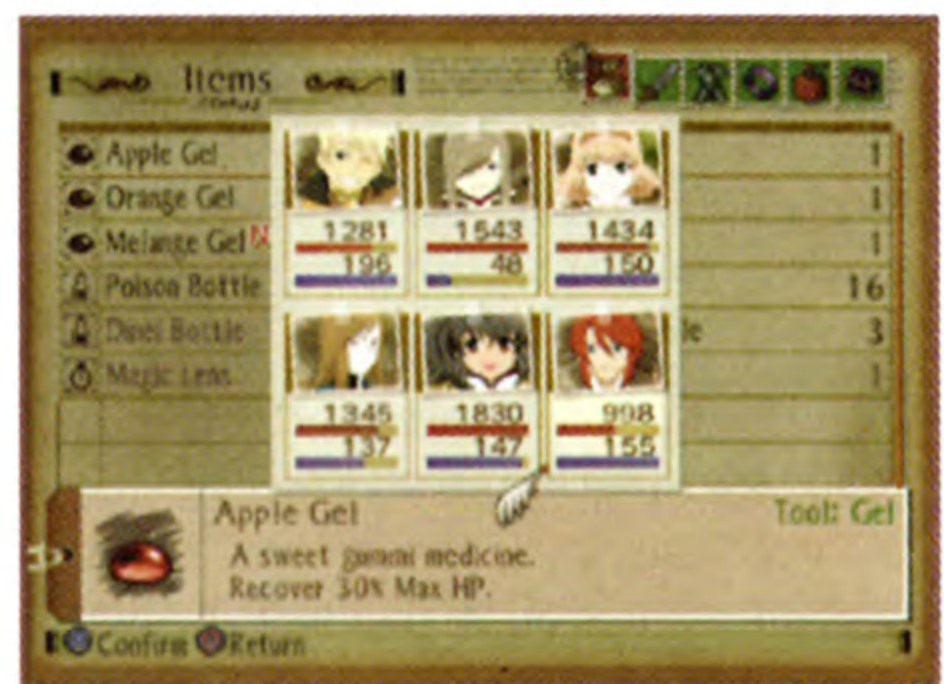 Items
Apple Gel 1
Orange Gel 1
Melange Gel N 1
Poison Bottle 16
Bottle 3
Magic Lens 1
1281 1543 1434
196 48 150
1345 1830 998
137 147 155
Apple Gel Tool: Gel
A sweet gummi medicine.
Recover 30% Max HP.
Confirm Return